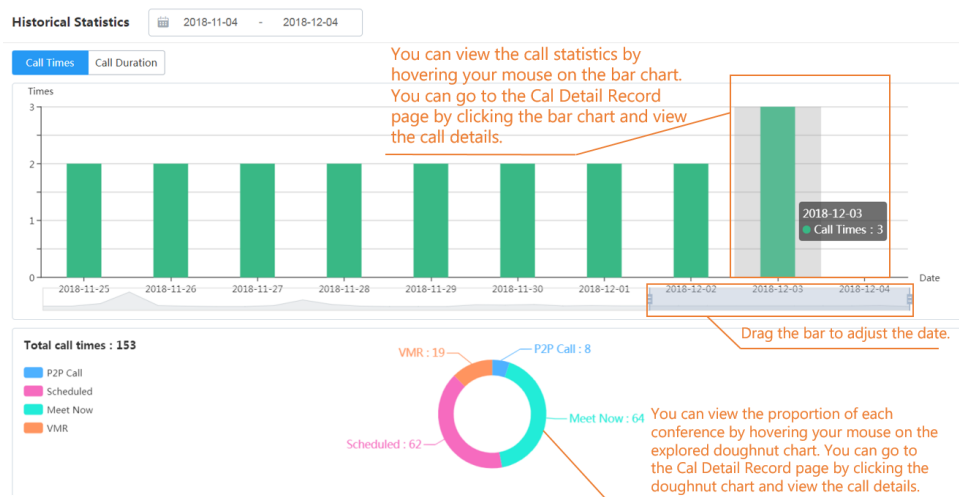 Historical Statistics
2018-11-04 - 2018-12-04
Call Times Call Duration
You can view the call statistics by
hovering your mouse on the bar chart.
You can go to the Cal Detail Record
page by clicking the bar chart and view
the call details.
Times
3
2
1
0
2018-12-03
Call Times : 3
2018-11-25 2018-11-26 2018-11-27 2018-11-28 2018-11-29 2018-11-30 2018-12-01 2018-12-02 2018-12-03 2018-12-04
Date
Drag the bar to adjust the date.
Total call times : 153
P2P Call
Scheduled
Meet Now
VMR
VMR : 19
P2P Call : 8
Meet Now : 64
Scheduled : 62
You can view the proportion of each
conference by hovering your mouse on the
explored doughnut chart. You can go to
the Cal Detail Record page by clicking the
doughnut chart and view the call details.